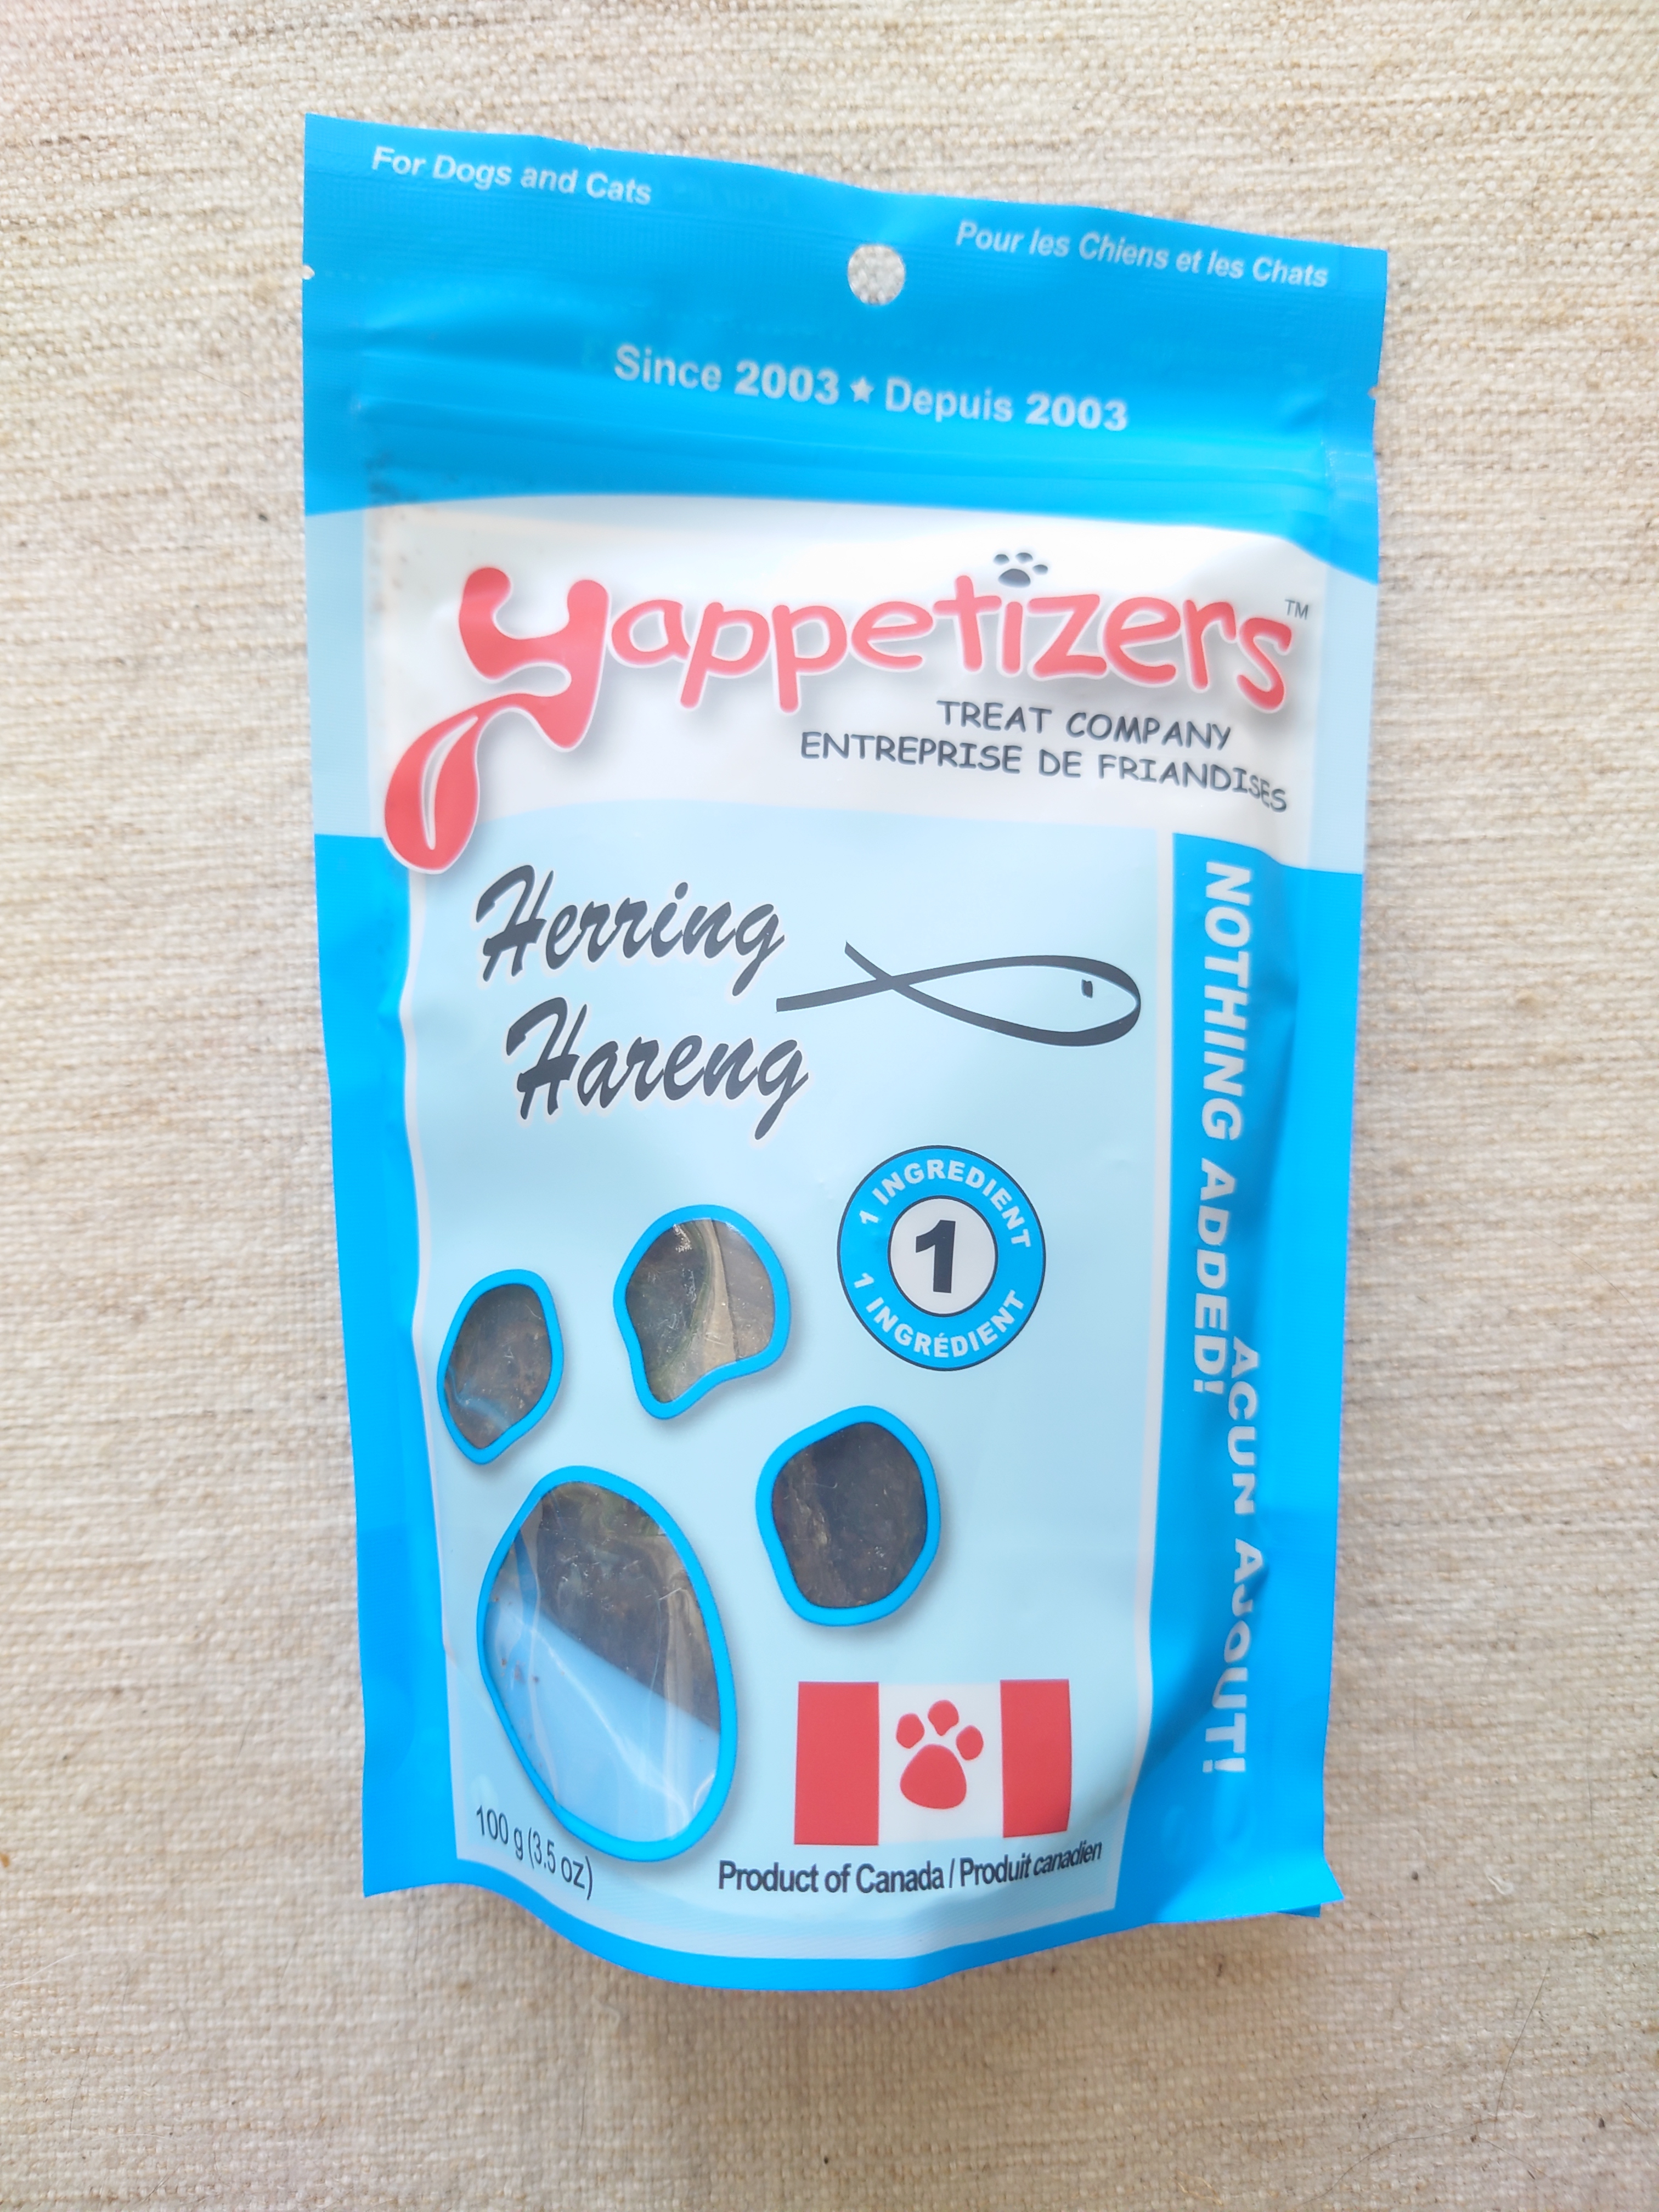 For Dogs and Cats
Pour les Chiens et les Chats
Since 2003 ★ Depuis 2003
yappetizers™
TREAT COMPANY
ENTREPRISE DE FRIANDISES
Herring
Hareng
NOTHING ADDED!
ACUN AJOUT!
1 INGREDIENT
1
1 INGRÉDIENT
100 g (3.5 oz)
Product of Canada / Produit canadien